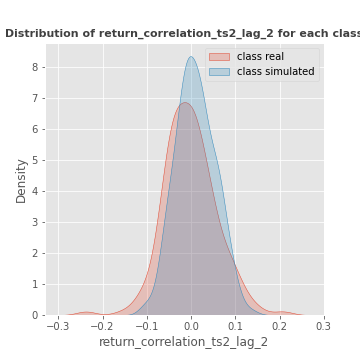 Distribution of return_correlation_ts2_lag_2 for each class
class real
class simulated
8
7
6
5
4
3
2
1
0
Density
−0.3 −0.2 −0.1 0.0 0.1 0.2 0.3
return_correlation_ts2_lag_2